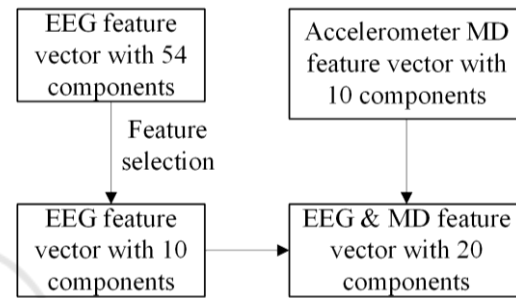 EEG feature
vector with 54
components
Accelerometer MD
feature vector with
10 components
Feature
selection
EEG feature
vector with 10
components
EEG & MD feature
vector with 20
components